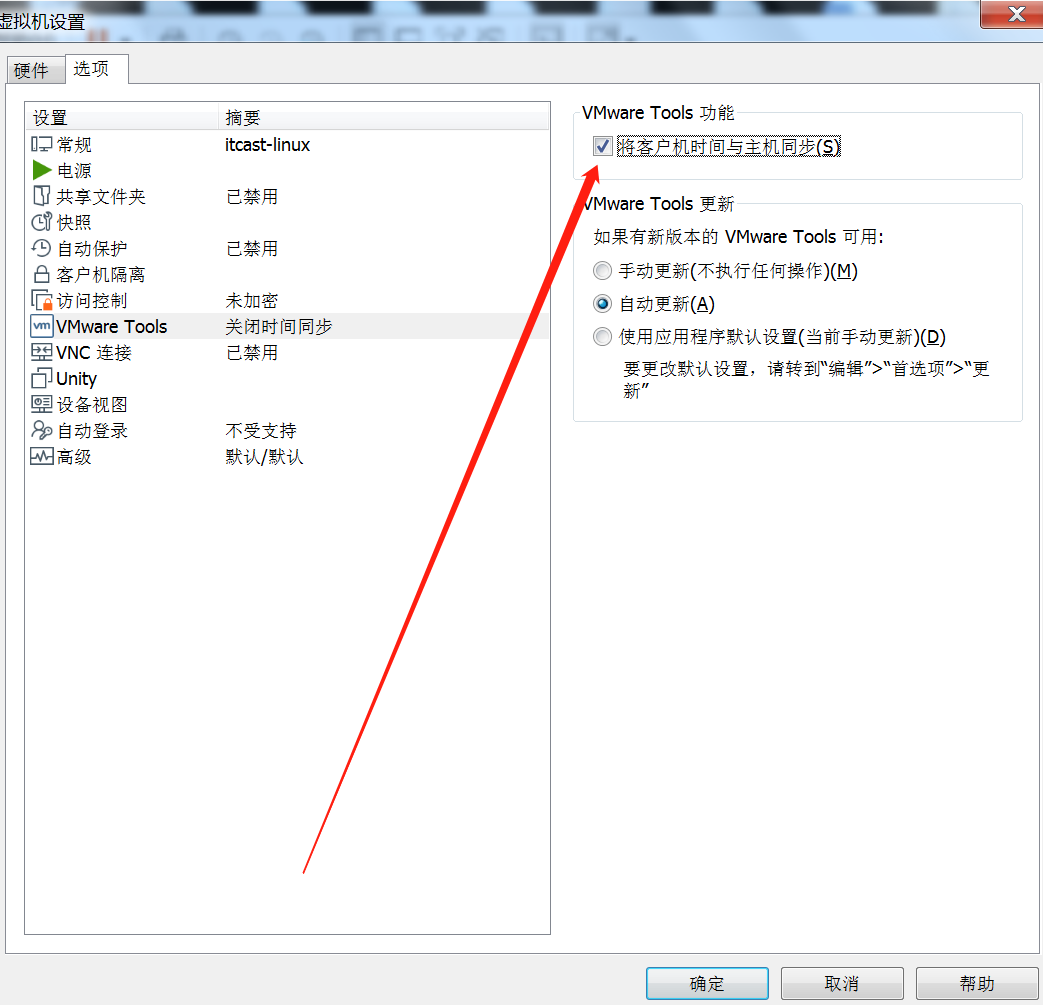 虚拟机设置
硬件
选项
设置 摘要
常规 itcast-linux
电源
共享文件夹 已禁用
快照
自动保护 已禁用
客户机隔离
访问控制 未加密
vm VMware Tools 关闭时间同步
VNC 连接 已禁用
Unity
设备视图
自动登录 不受支持
高级 默认/默认
VMware Tools 功能
将客户机时间与主机同步(S)
VMware Tools 更新
如果有新版本的 VMware Tools 可用:
手动更新(不执行任何操作)(M)
自动更新(A)
使用应用程序默认设置(当前手动更新)(D)
要更改默认设置，请转到“编辑”>“首选项”>“更
新”
确定
取消
帮助